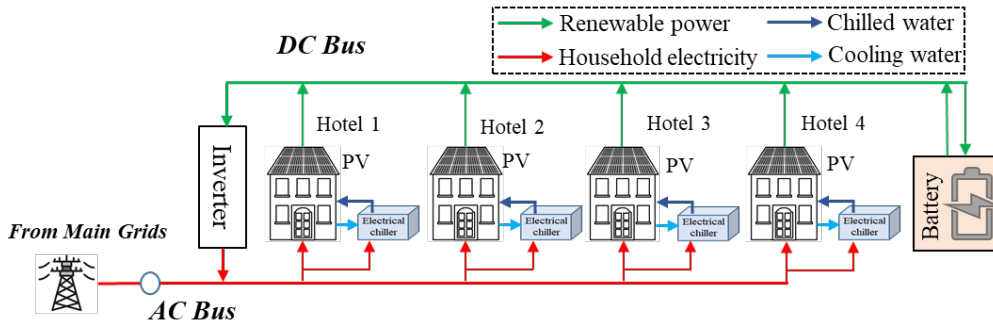 Renewable power
Chilled water
Household electricity
Cooling water
DC Bus
Hotel 1
Hotel 2
Hotel 3
Hotel 4
PV
PV
PV
PV
Inverter
Electrical
chiller
Electrical
chiller
Electrical
chiller
Electrical
chiller
Battery
From Main Grids
AC Bus